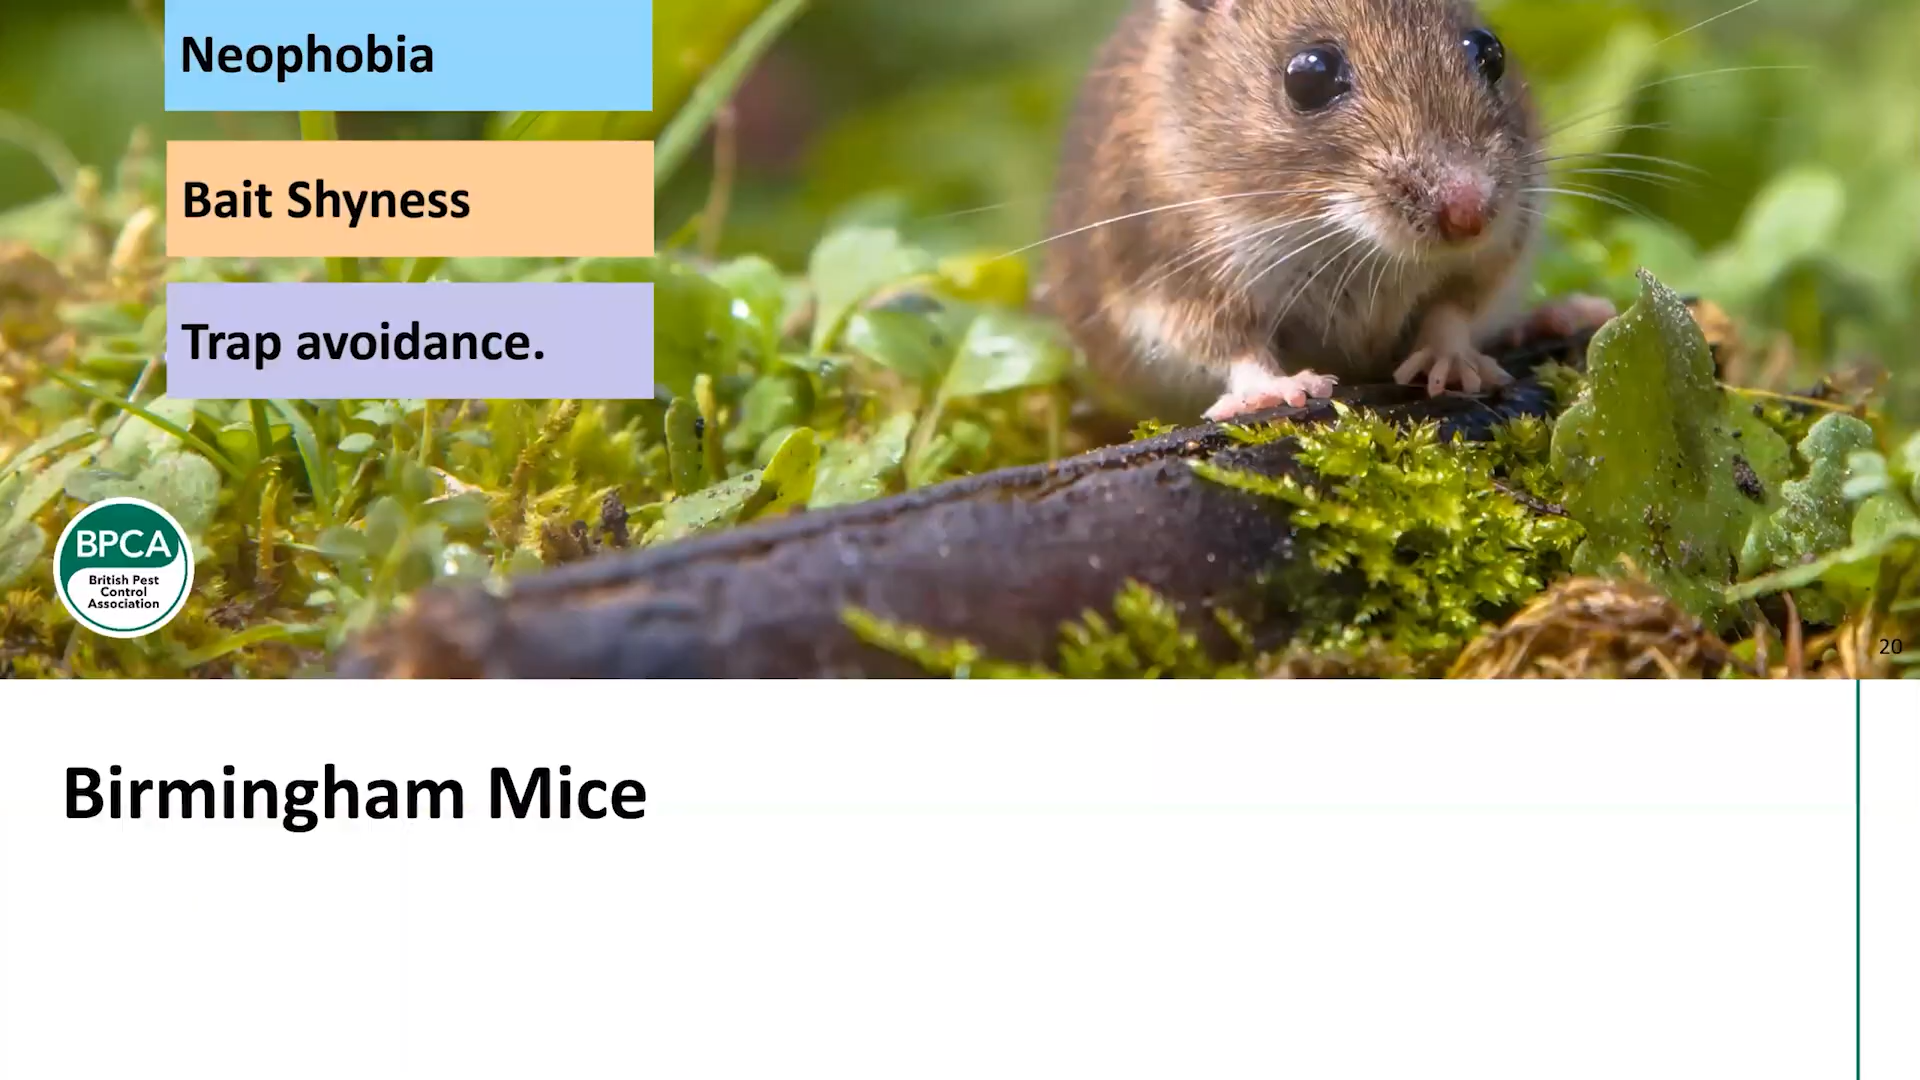 Neophobia
Bait Shyness
Trap avoidance.
BPCA
British Pest
Control
Association
20
Birmingham Mice